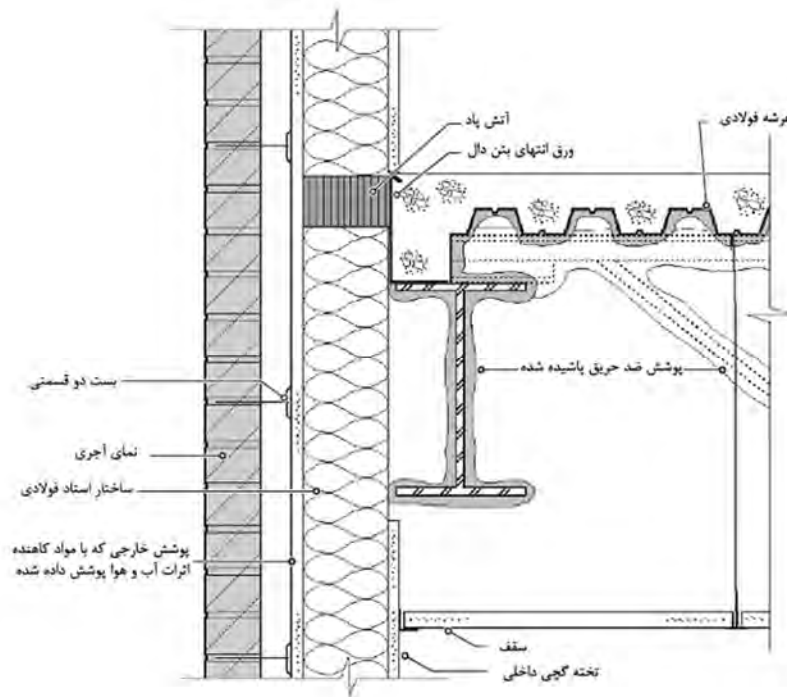 آتش پاد
ورق انتهای بتن دال
عرشه فولادی
پوشش ضد حریق پاشیده شده
بست دو قسمتی
نمای آجری
ساختار استاد فولادی
پوشش خارجی که با مواد کاهنده
اثرات آب و هوا پوشش داده شده
سقف
تخته گچی داخلی